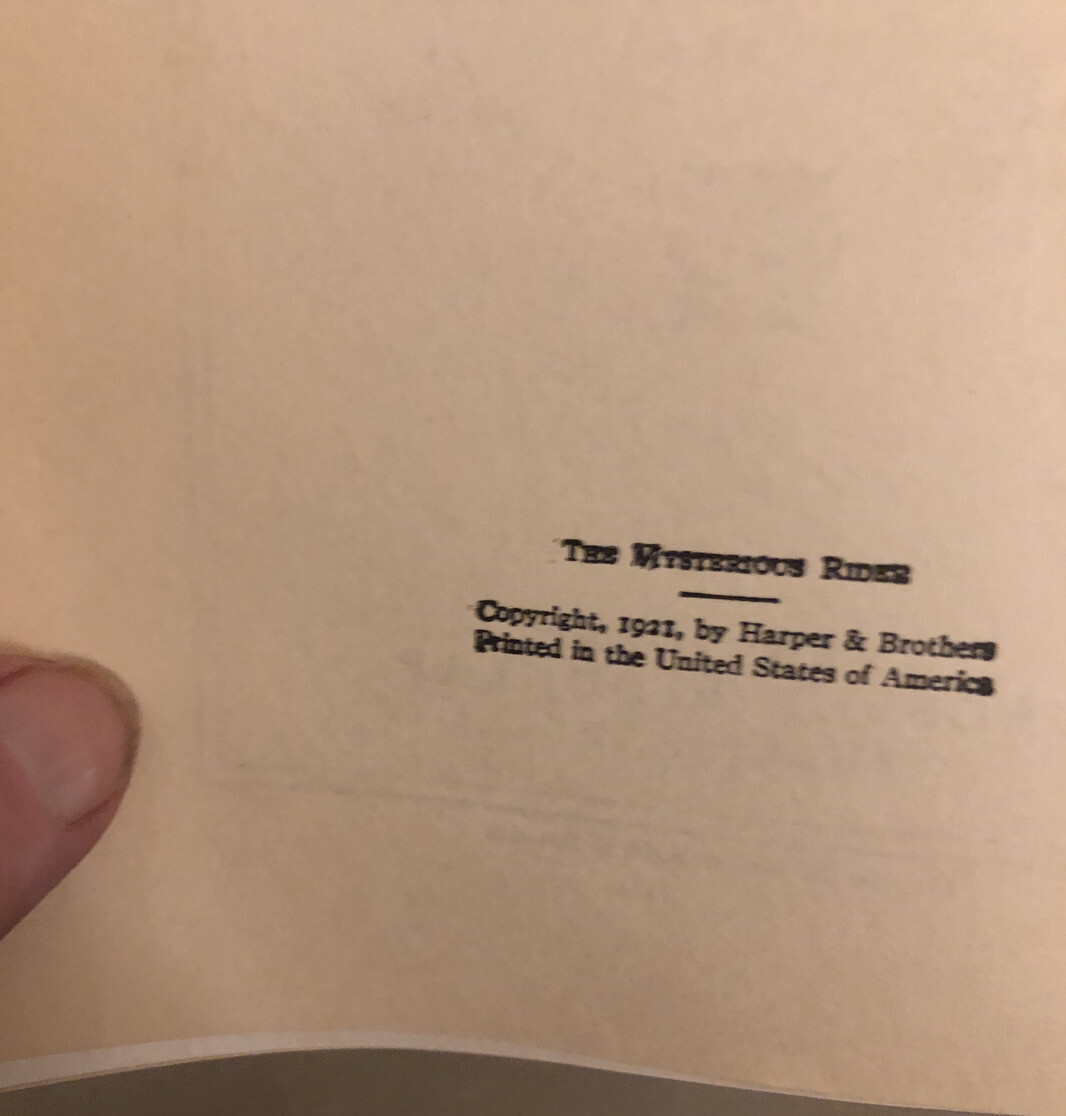 THE MYSTERIOUS RIDER
Copyright, 1921, by Harper & Brothers
Printed in the United States of America